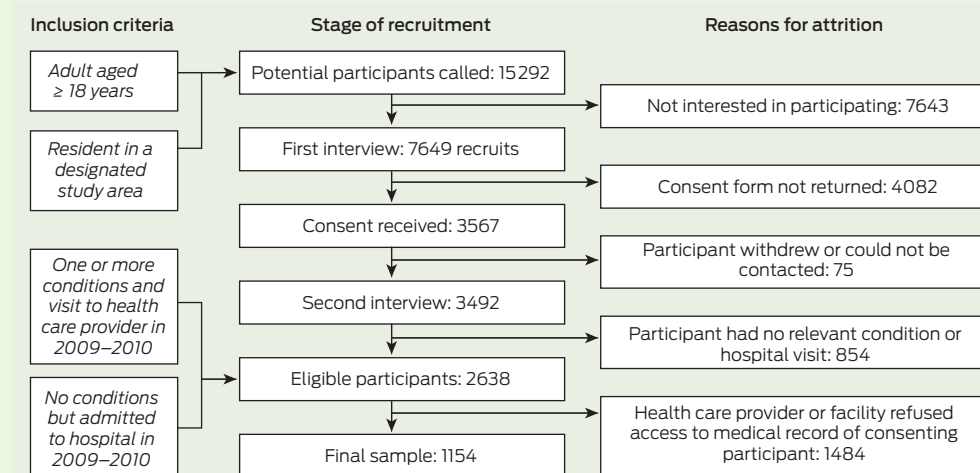 Inclusion criteria
Stage of recruitment
Reasons for attrition
Adult aged
≥ 18 years
Resident in a
designated
study area
One or more
conditions and
visit to health
care provider in
2009–2010
No conditions
but admitted
to hospital in
2009–2010
Potential participants called: 15292
First interview: 7649 recruits
Consent received: 3567
Second interview: 3492
Eligible participants: 2638
Final sample: 1154
Not interested in participating: 7643
Consent form not returned: 4082
Participant withdrew or could not be
contacted: 75
Participant had no relevant condition or
hospital visit: 854
Health care provider or facility refused
access to medical record of consenting
participant: 1484